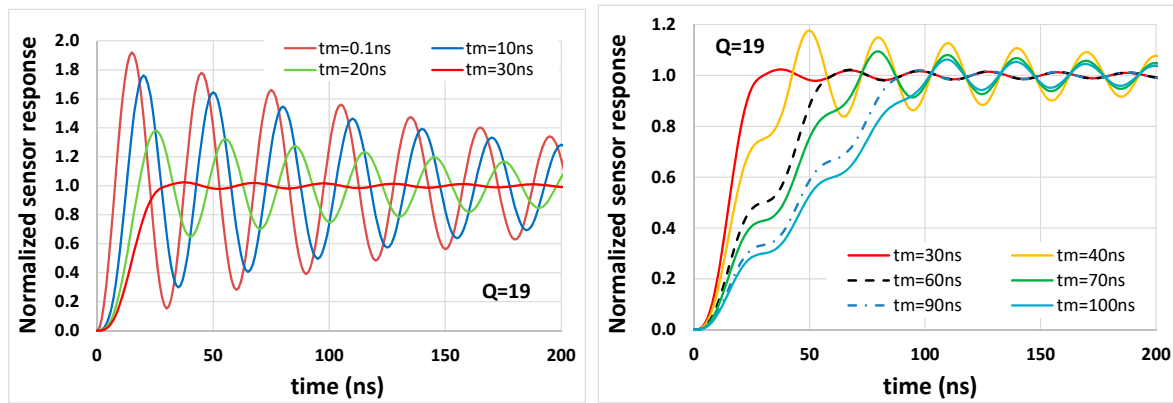 Normalized sensor response
2.0
1.8
1.6
1.4
1.2
1.0
0.8
0.6
0.4
0.2
0.0
tm=0.1ns
tm=10ns
tm=20ns
tm=30ns
Q=19
0
50
100
150
200
time (ns)
Normalized sensor response
1.2
1.0
0.8
0.6
0.4
0.2
0.0
Q=19
tm=30ns
tm=40ns
tm=60ns
tm=70ns
tm=90ns
tm=100ns
0
50
100
150
200
time (ns)